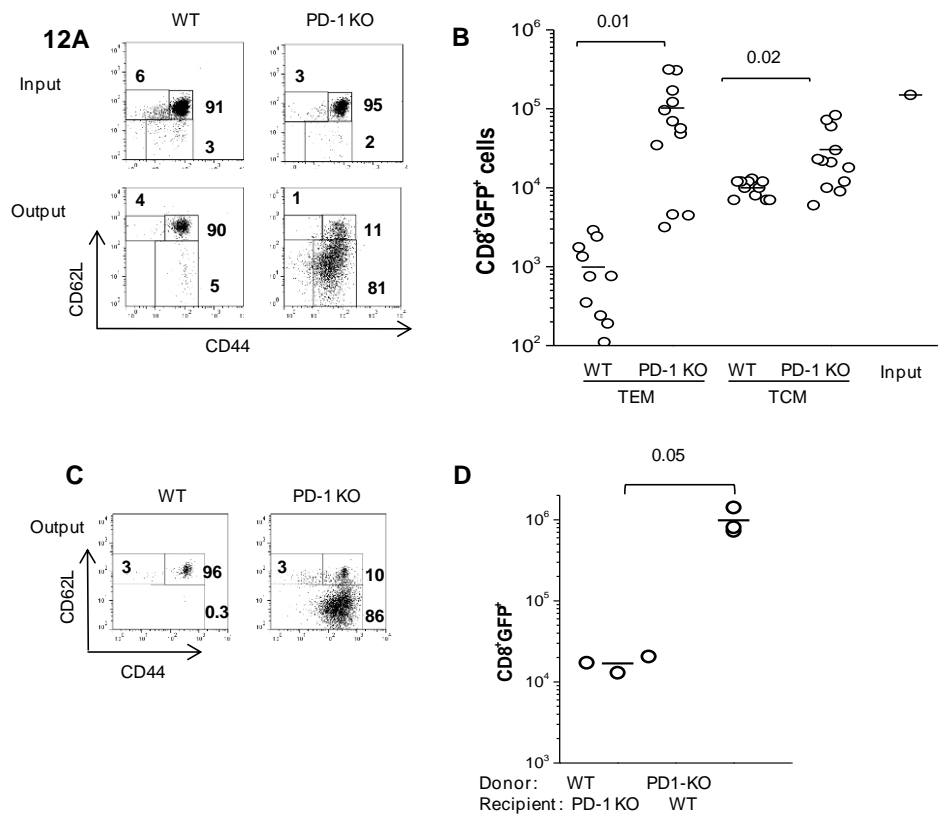 12A
WT
PD-1 KO
Input
6
91
3
3
95
2
Output
4
90
5
1
11
81
CD62L
CD44
B
0.01
0.02
CD8+GFP+ cells
10^6
10^5
10^4
10^3
10^2
WT
PD-1 KO
WT
PD-1 KO
Input
TEM
TCM
C
WT
PD-1 KO
Output
3
96
0.3
3
10
86
CD62L
CD44
D
0.05
CD8+GFP+
10^6
10^5
10^4
10^3
Donor: WT PD1-KO
Recipient: PD-1 KO WT